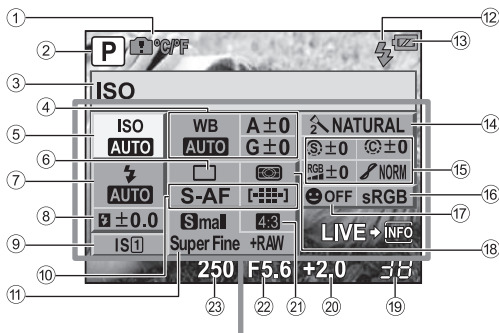 ① ② ③ ④ ⑤ ⑥ ⑦ ⑧ ⑨ ⑩ ⑪ ⑫ ⑬ ⑭ ⑮ ⑯ ⑰ ⑱ ⑲ ⑳ ㉑ ㉒ ㉓
P °C/°F
ISO
ISO WB A±0 2 NATURAL
AUTO AUTO G±0 S ±0 C ±0
RGB ±0 NORM
AUTO S-AF OFF sRGB
±0.0 Small 4:3 LIVE INFO
IS1 Super Fine +RAW
250 F5.6 +2.0 38